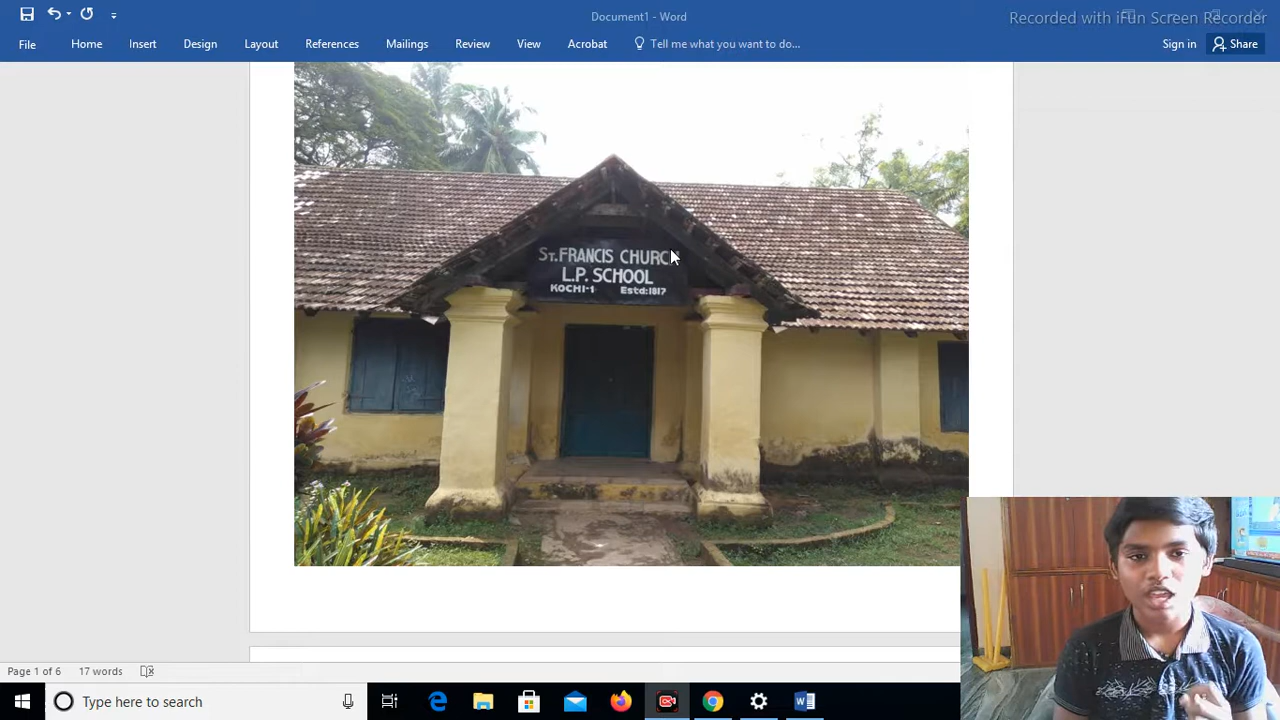 Document1 - Word
Recorded with iFun Screen Recorder
File Home Insert Design Layout References Mailings Review View Acrobat Tell me what you want to do... Sign in Share
ST. FRANCIS CHURCH
L.P. SCHOOL
KOCHI-1 Estd:1817
Page 1 of 6 17 words
Type here to search